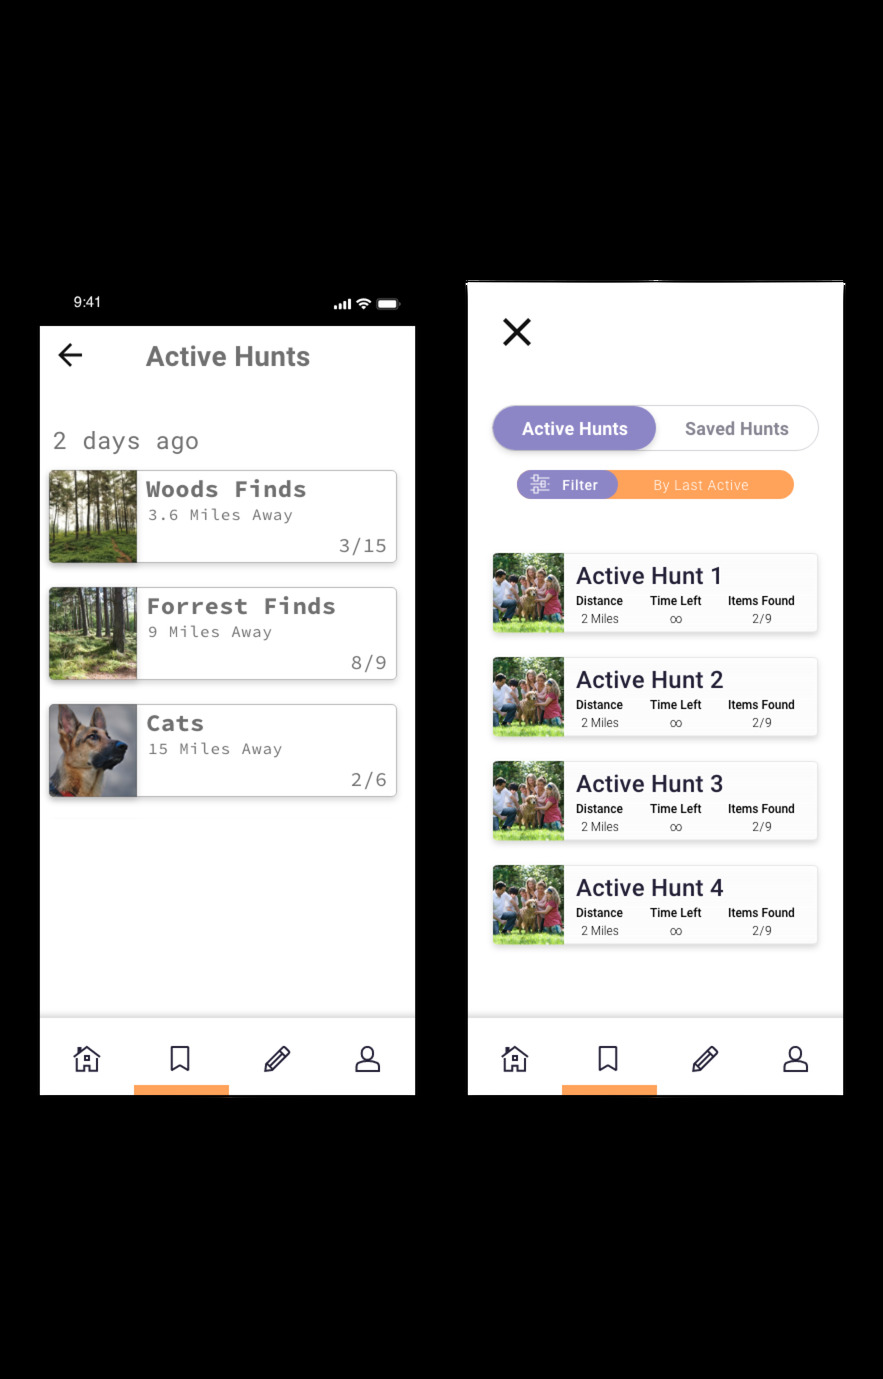 9:41
Active Hunts
2 days ago
Woods Finds
3.6 Miles Away
3/15
Forrest Finds
9 Miles Away
8/9
Cats
15 Miles Away
2/6
Active Hunts Saved Hunts
Filter By Last Active
Active Hunt 1
Distance Time Left Items Found
2 Miles ∞ 2/9
Active Hunt 2
Distance Time Left Items Found
2 Miles ∞ 2/9
Active Hunt 3
Distance Time Left Items Found
2 Miles ∞ 2/9
Active Hunt 4
Distance Time Left Items Found
2 Miles ∞ 2/9